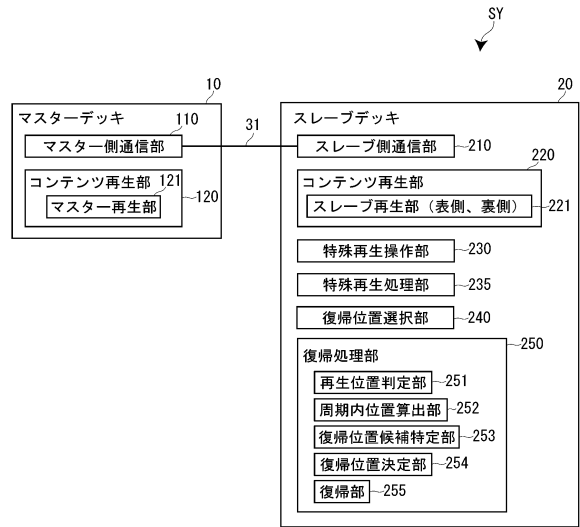 SY
10
マスターデッキ
110
マスター側通信部
31
コンテンツ再生部
121
120
マスター再生部
20
スレーブデッキ
スレーブ側通信部
210
220
コンテンツ再生部
スレーブ再生部（表側、裏側）
221
特殊再生操作部
230
特殊再生処理部
235
復帰位置選択部
240
250
復帰処理部
再生位置判定部
251
周期内位置算出部
252
復帰位置候補特定部
253
復帰位置決定部
254
復帰部
255